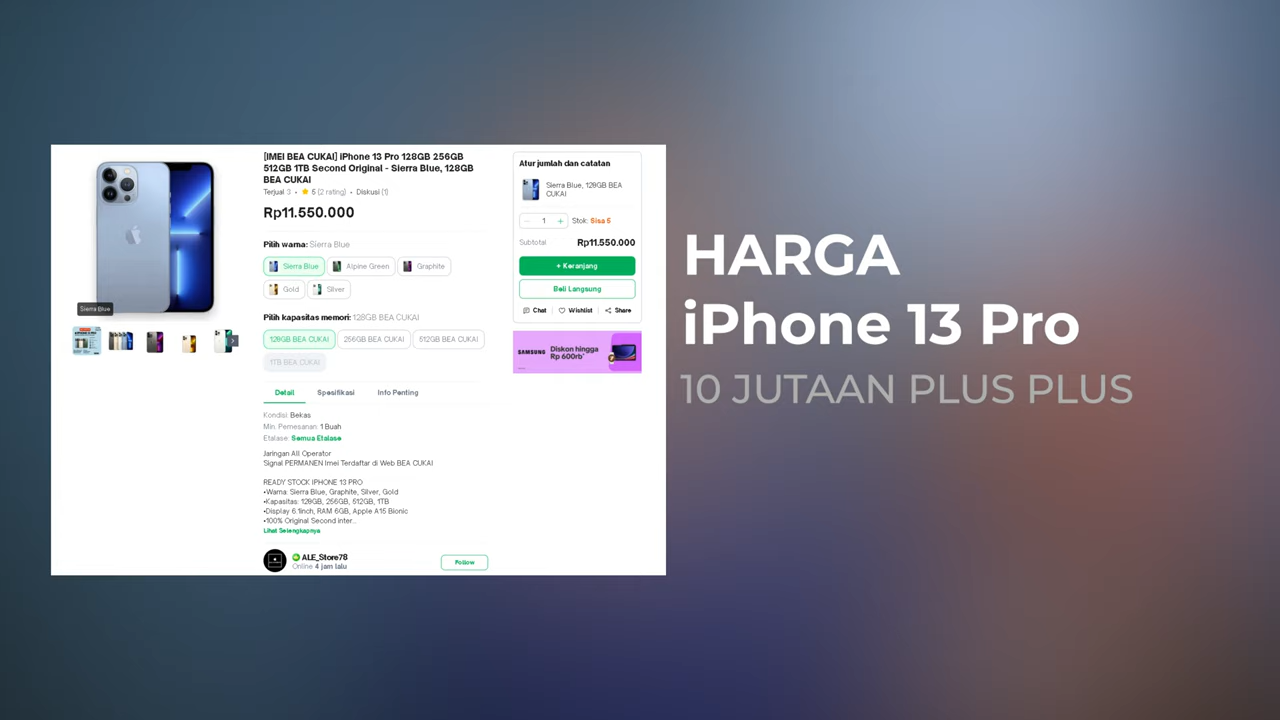 [IMEI BEA CUKAI] iPhone 13 Pro 128GB 256GB
512GB 1TB Second Original - Sierra Blue, 128GB
BEA CUKAI
Terjual 3 • 5 (2 rating) • Diskusi (1)
Rp11.550.000
Pilih warna: Sierra Blue
Sierra Blue
Alpine Green
Graphite
Gold
Silver
Sierra Blue
Pilih kapasitas memori: 128GB BEA CUKAI
128GB BEA CUKAI
256GB BEA CUKAI
512GB BEA CUKAI
1TB BEA CUKAI
Detail
Spesifikasi
Info Penting
Kondisi: Bekas
Min. Pemesanan: 1 Buah
Etalase: Semua Etalase
Jaringan All Operator
Signal PERMANEN Imei Terdaftar di Web BEA CUKAI
READY STOCK IPHONE 13 PRO
•Warna: Sierra Blue, Graphite, Silver, Gold
•Kapasitas: 128GB, 256GB, 512GB, 1TB
•Display 6.1inch, RAM 6GB, Apple A15 Bionic
•100% Original Second inter...
Lihat Selengkapnya
ALE_Store78
Online 4 jam lalu
Follow
Atur jumlah dan catatan
Sierra Blue, 128GB BEA
CUKAI
1
Stok: Sisa 5
Subtotal
Rp11.550.000
+ Keranjang
Beli Langsung
Chat
Wishlist
Share
SAMSUNG
Diskon hingga
Rp 600rb*
HARGA
iPhone 13 Pro
10 JUTAAN PLUS PLUS